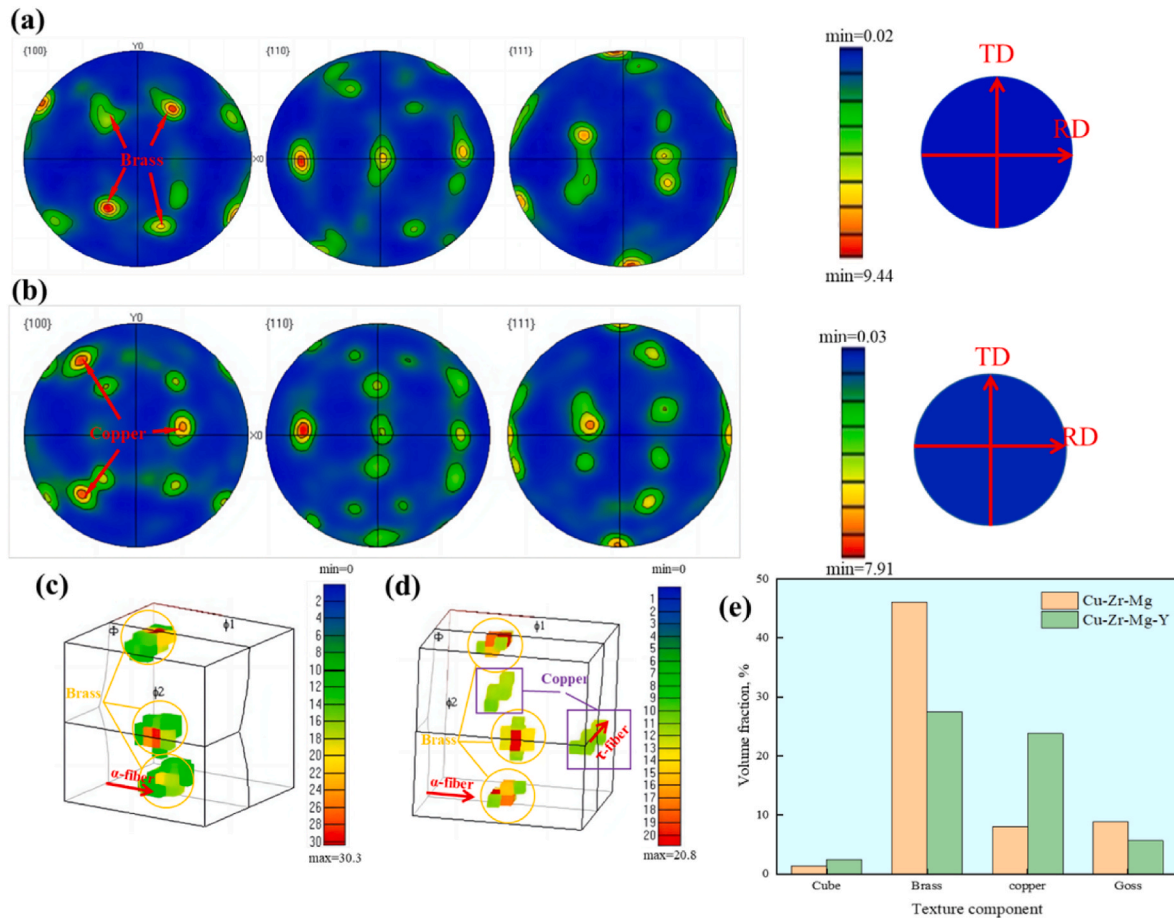 (a)
{100}
Y0
{110}
{111}
Brass
X0
min=0.02
min=9.44
TD
RD
(b)
{100}
Y0
{110}
{111}
Copper
X0
min=0.03
min=7.91
TD
RD
(c)
ϕ1
Φ
ϕ2
Brass
α-fiber
min=0
2
4
6
8
10
12
14
16
18
20
22
24
26
28
30
max=30.3
(d)
ϕ1
Φ
ϕ2
Copper
Brass
α-fiber
τ-fiber
min=0
1
2
3
4
5
6
7
8
9
10
11
12
13
14
15
16
17
18
19
20
max=20.8
(e)
Cu-Zr-Mg
Cu-Zr-Mg-Y
50
40
30
20
10
0
Volume fraction, %
Cube
Brass
copper
Goss
Texture component